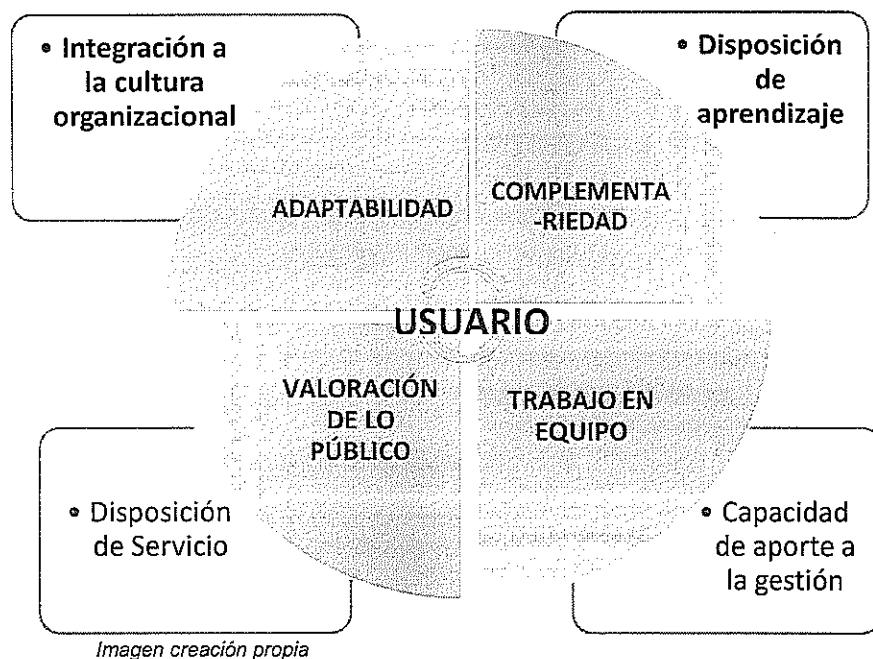 • Integración a
la cultura
organizacional
• Disposición
de
aprendizaje
ADAPTABILIDAD
COMPLEMENTA
-RIEDAD
USUARIO
VALORACIÓN
DE LO
PÚBLICO
TRABAJO EN
EQUIPO
• Disposición
de Servicio
• Capacidad
de aporte a
la gestión
Imagen creación propia